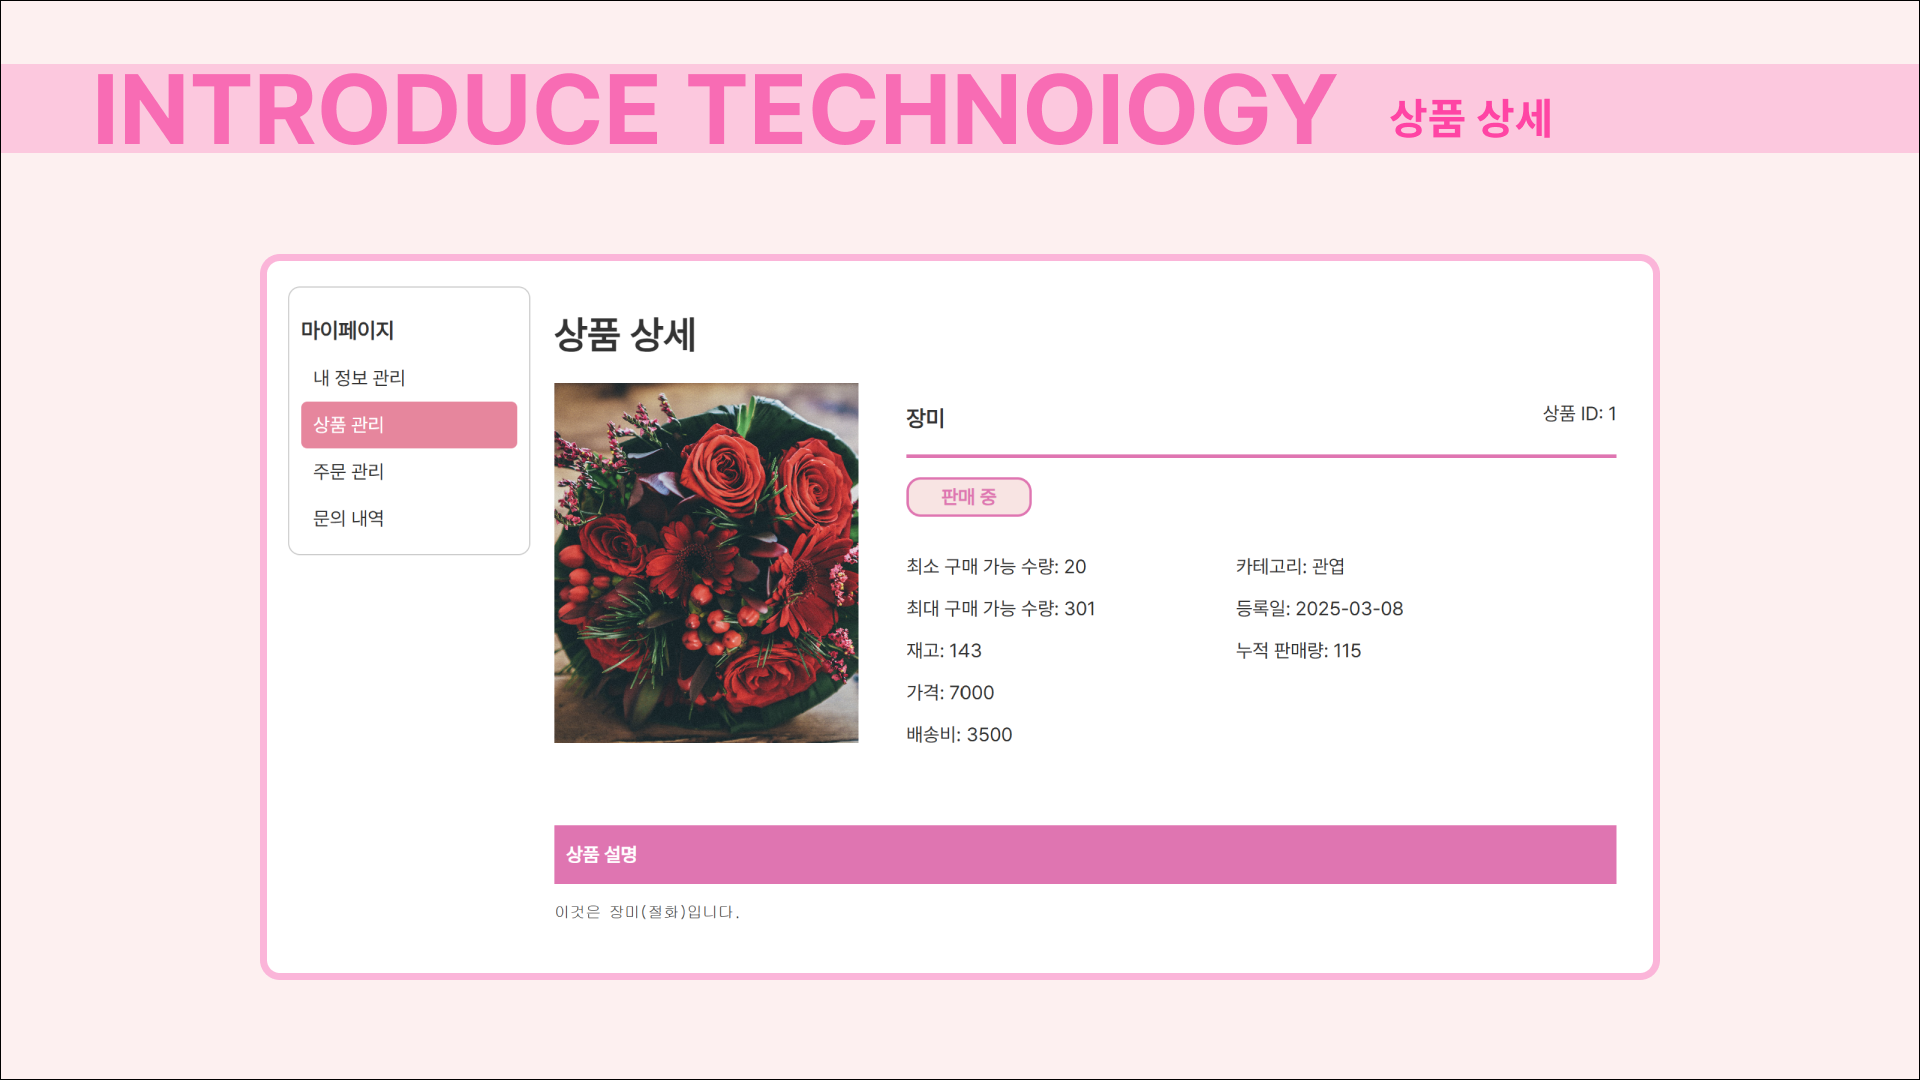 INTRODUCE TECHNOIOGY 상품 상세
마이페이지
내 정보 관리
상품 관리
주문 관리
문의 내역
상품 상세
장미
상품 ID: 1
판매 중
최소 구매 가능 수량: 20
최대 구매 가능 수량: 301
재고: 143
가격: 7000
배송비: 3500
카테고리: 관엽
등록일: 2025-03-08
누적 판매량: 115
상품 설명
이것은 장미(절화)입니다.